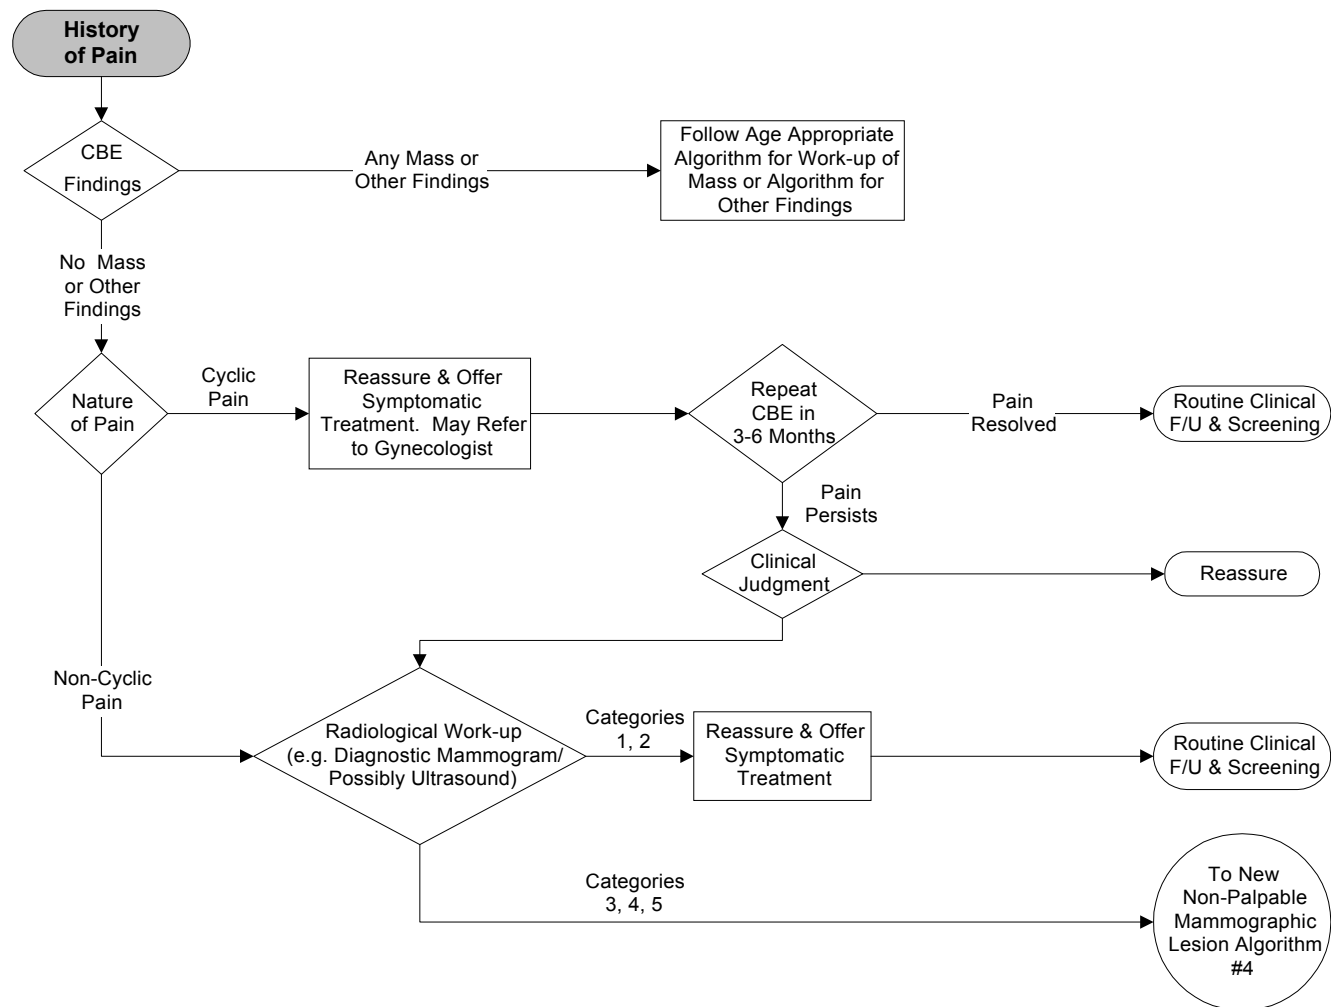 History
of Pain
CBE
Findings
Any Mass or
Other Findings
Follow Age Appropriate
Algorithm for Work-up of
Mass or Algorithm for
Other Findings
No Mass
or Other
Findings
Nature
of Pain
Cyclic
Pain
Reassure & Offer
Symptomatic
Treatment. May Refer
to Gynecologist
Repeat
CBE in
3-6 Months
Pain
Resolved
Routine Clinical
F/U & Screening
Pain
Persists
Clinical
Judgment
Reassure
Non-Cyclic
Pain
Radiological Work-up
(e.g. Diagnostic Mammogram/
Possibly Ultrasound)
Categories
1, 2
Reassure & Offer
Symptomatic
Treatment
Routine Clinical
F/U & Screening
Categories
3, 4, 5
To New
Non-Palpable
Mammographic
Lesion Algorithm
#4